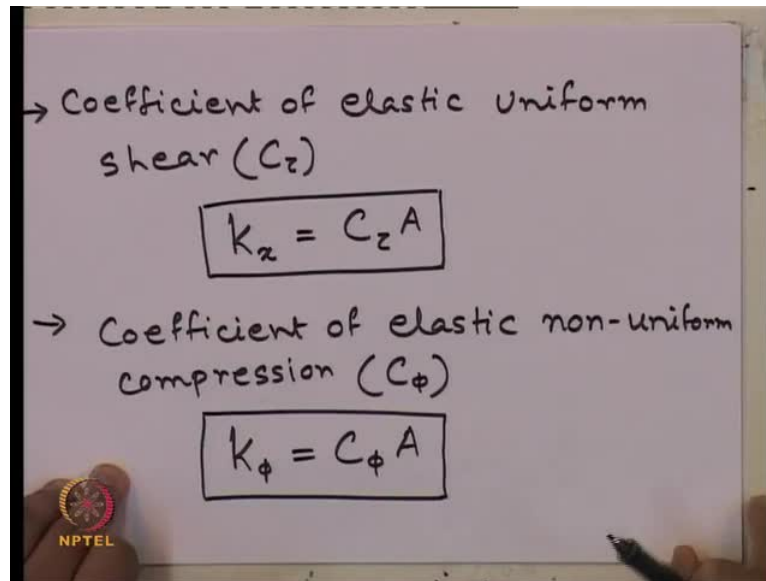 → Coefficient of elastic uniform
shear (Cτ)
kx = Cτ A
→ Coefficient of elastic non-uniform
compression (Cϕ)
kϕ = Cϕ A
NPTEL